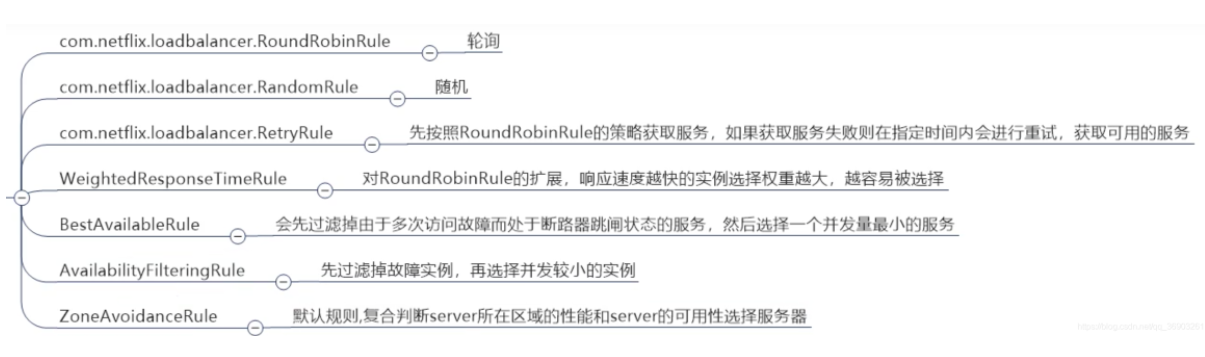 com.netflix.loadbalancer.RoundRobinRule 轮询
com.netflix.loadbalancer.RandomRule 随机
com.netflix.loadbalancer.RetryRule 先按照RoundRobinRule的策略获取服务，如果获取服务失败则在指定时间内会进行重试，获取可用的服务
WeightedResponseTimeRule 对RoundRobinRule的扩展，响应速度越快的实例选择权重越大，越容易被选择
BestAvailableRule 会先过滤掉由于多次访问故障而处于断路器跳闸状态的服务，然后选择一个并发量最小的服务
AvailabilityFilteringRule 先过滤掉故障实例，再选择并发较小的实例
ZoneAvoidanceRule 默认规则,复合判断server所在区域的性能和server的可用性选择服务器